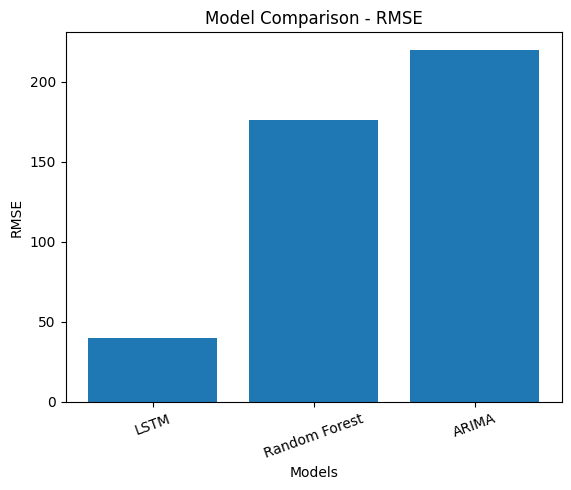 Model Comparison - RMSE
200
150
100
50
0
RMSE
LSTM
Random Forest
ARIMA
Models